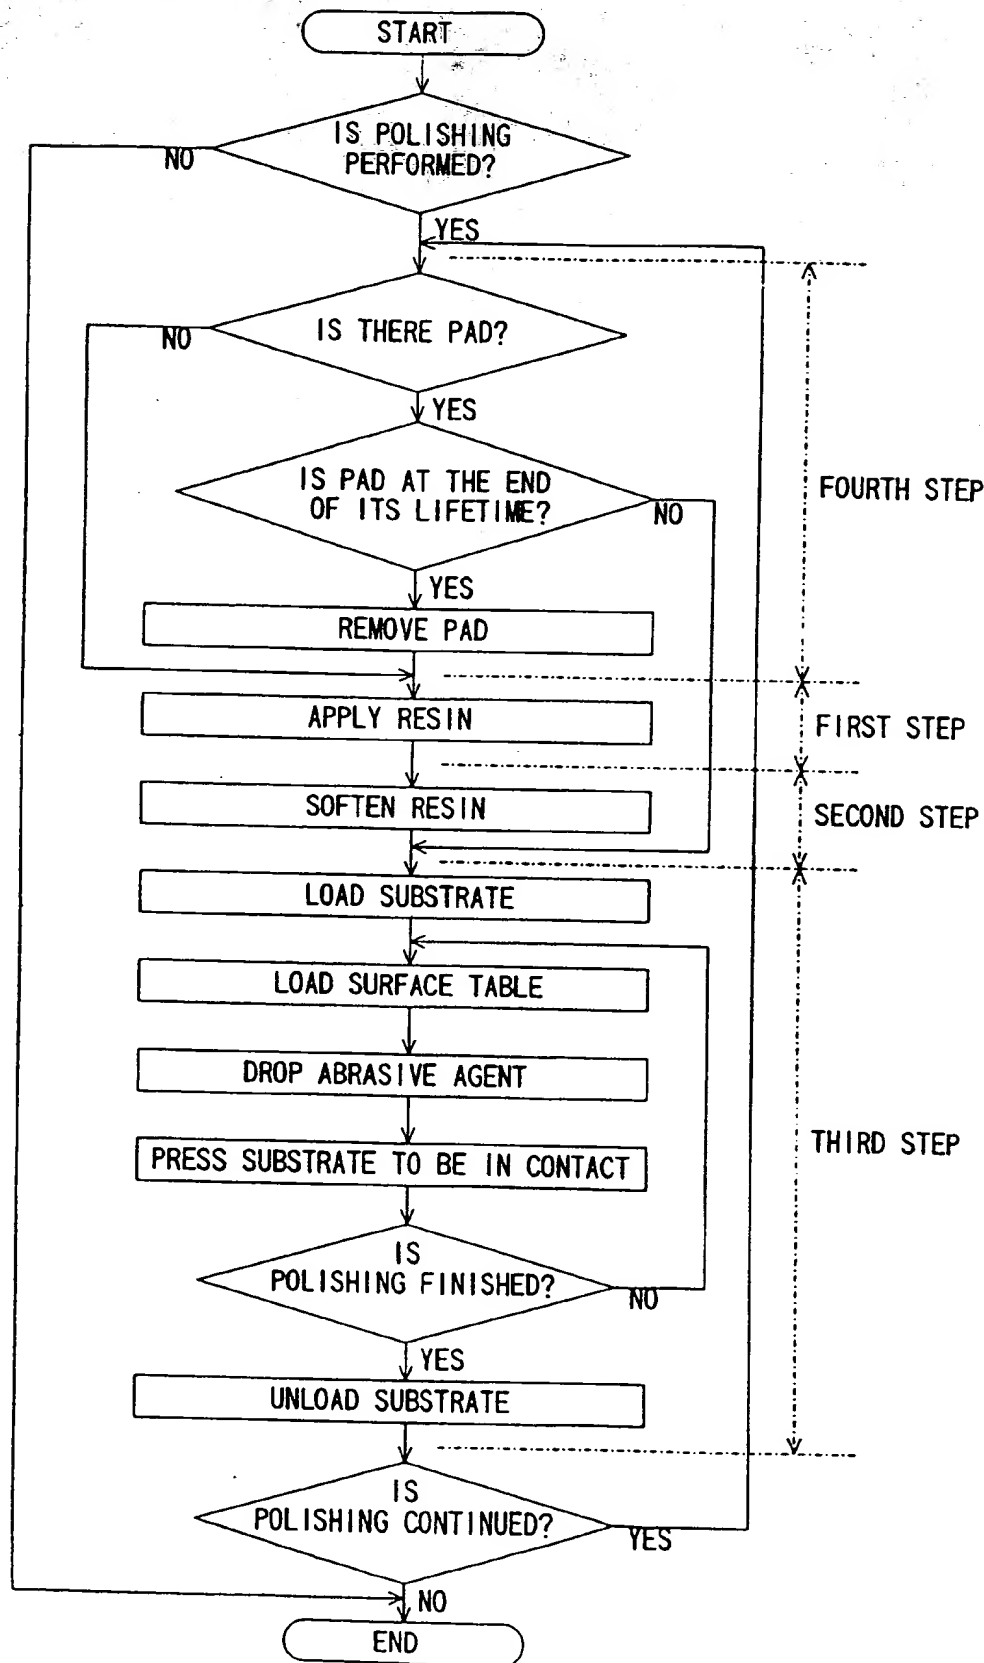 START
IS POLISHING
PERFORMED?
NO
YES
IS THERE PAD?
NO
YES
IS PAD AT THE END
OF ITS LIFETIME?
NO
FOURTH STEP
YES
REMOVE PAD
APPLY RESIN
FIRST STEP
SOFTEN RESIN
SECOND STEP
LOAD SUBSTRATE
LOAD SURFACE TABLE
DROP ABRASIVE AGENT
PRESS SUBSTRATE TO BE IN CONTACT
THIRD STEP
IS
POLISHING FINISHED?
NO
YES
UNLOAD SUBSTRATE
IS
POLISHING CONTINUED?
YES
NO
END